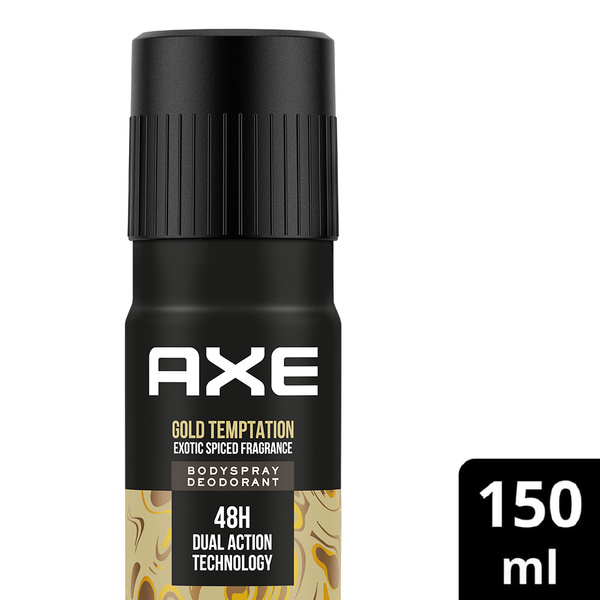 AXE
GOLD TEMPTATION
EXOTIC SPICED FRAGRANCE
BODYSPRAY
DEODORANT
48H
DUAL ACTION
TECHNOLOGY
150
ml